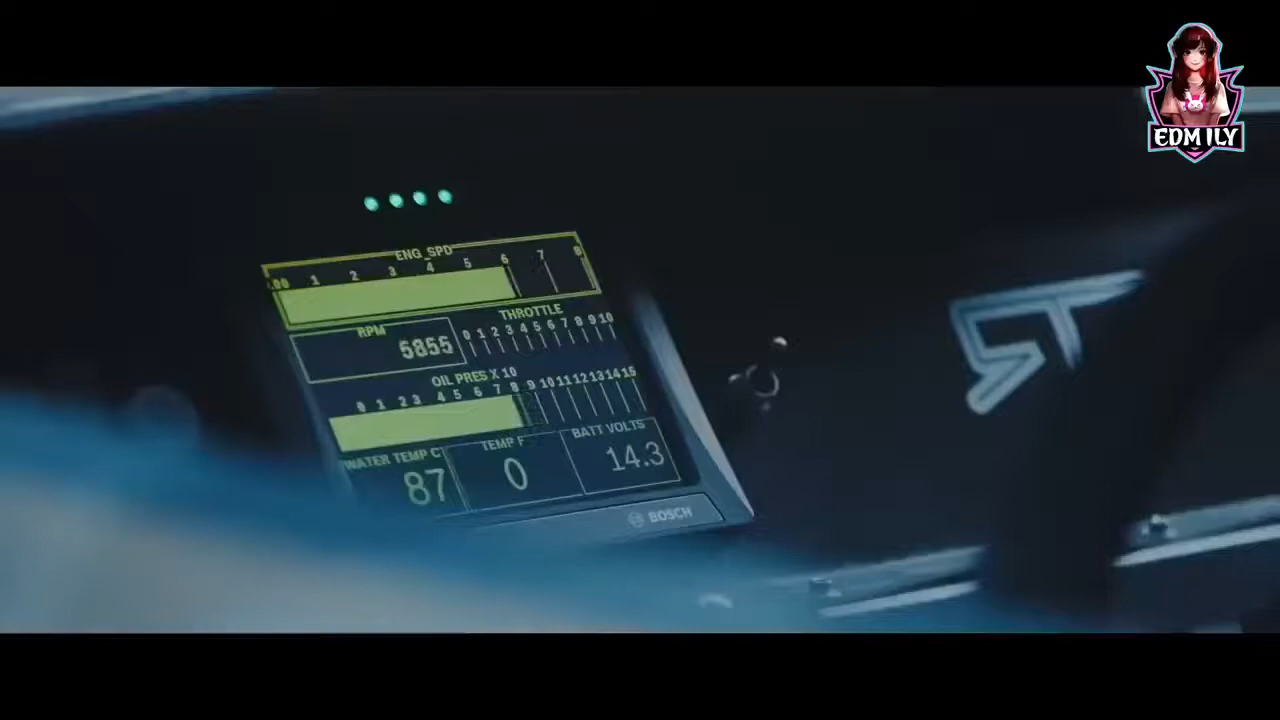 EDM ILY
ENG_SPD
.00 1 2 3 4 5 6 7 8
RPM
5855
THROTTLE
0 1 2 3 4 5 6 7 8 9 10
OIL PRES X 10
0 1 2 3 4 5 6 7 8 9 10 11 12 13 14 15
WATER TEMP C
87
TEMP F
0
BATT VOLTS
14.3
BOSCH